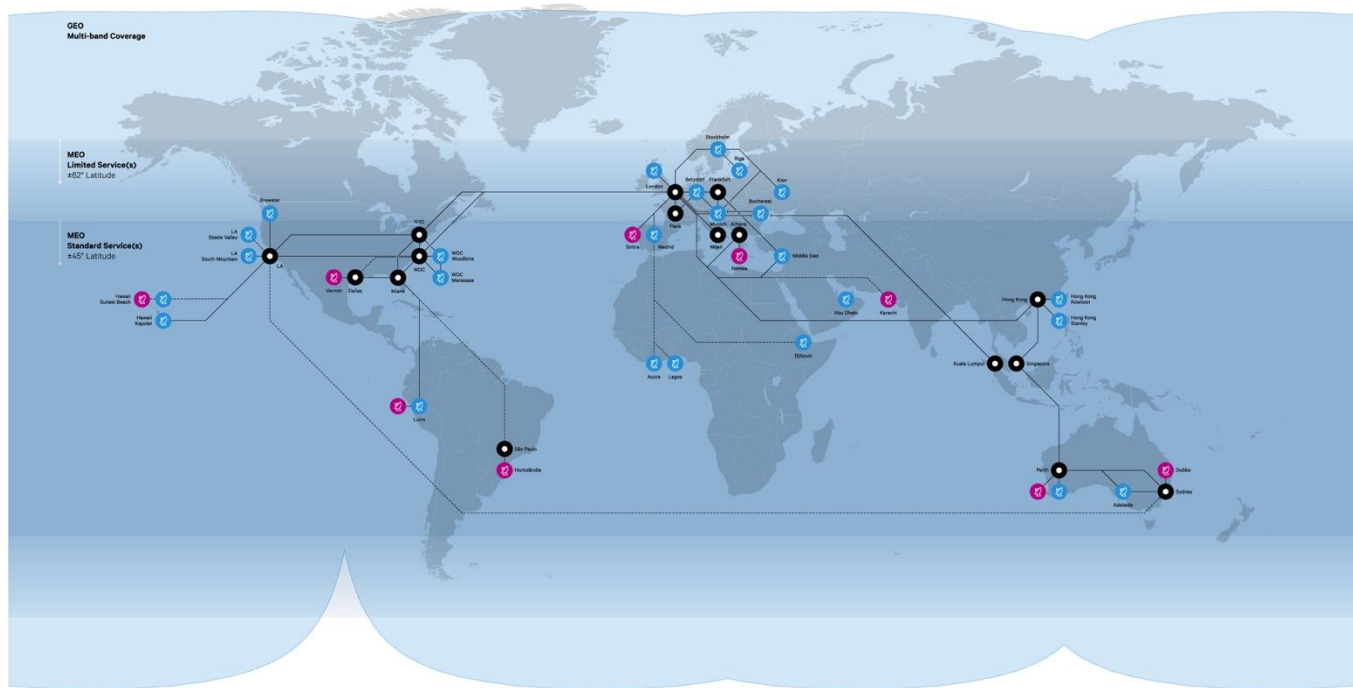 GEO
Multi-band Coverage
MEO
Limited Service(s)
±62° Latitude
MEO
Standard Service(s)
±45° Latitude
Stockholm
Riga
London
Betzdorf
Frankfurt
Kiev
Brewster
Bucharest
Paris
NYC
Munich
Athens
LA
Steele Valley
Sintra
Madrid
Milan
WDC
Woodbine
LA
South Mountain
LA
WDC
Nemea
Middle East
WDC
Manassas
Vernon
Dallas
Miami
Hawaii
Sunset Beach
Hong Kong
Hong Kong
Kowloon
Abu Dhabi
Karachi
Hawaii
Kapolei
Hong Kong
Stanley
Djibouti
Accra
Lagos
Kuala Lumpur
Singapore
Lurin
São Paulo
Hortolândia
Perth
Dubbo
Adelaide
Sydney